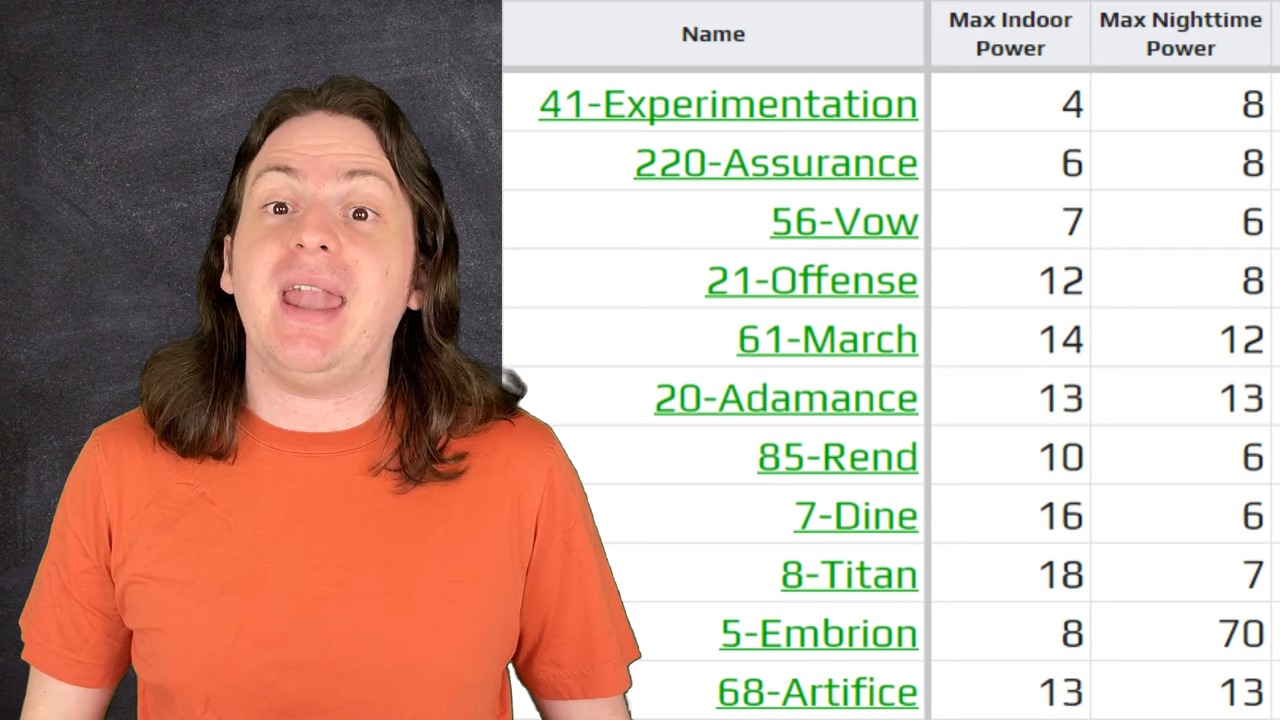 Name Max Indoor Power Max Nighttime Power
41-Experimentation 4 8
220-Assurance 6 8
56-Vow 7 6
21-Offense 12 8
61-March 14 12
20-Adamance 13 13
85-Rend 10 6
7-Dine 16 6
8-Titan 18 7
5-Embrion 8 70
68-Artifice 13 13